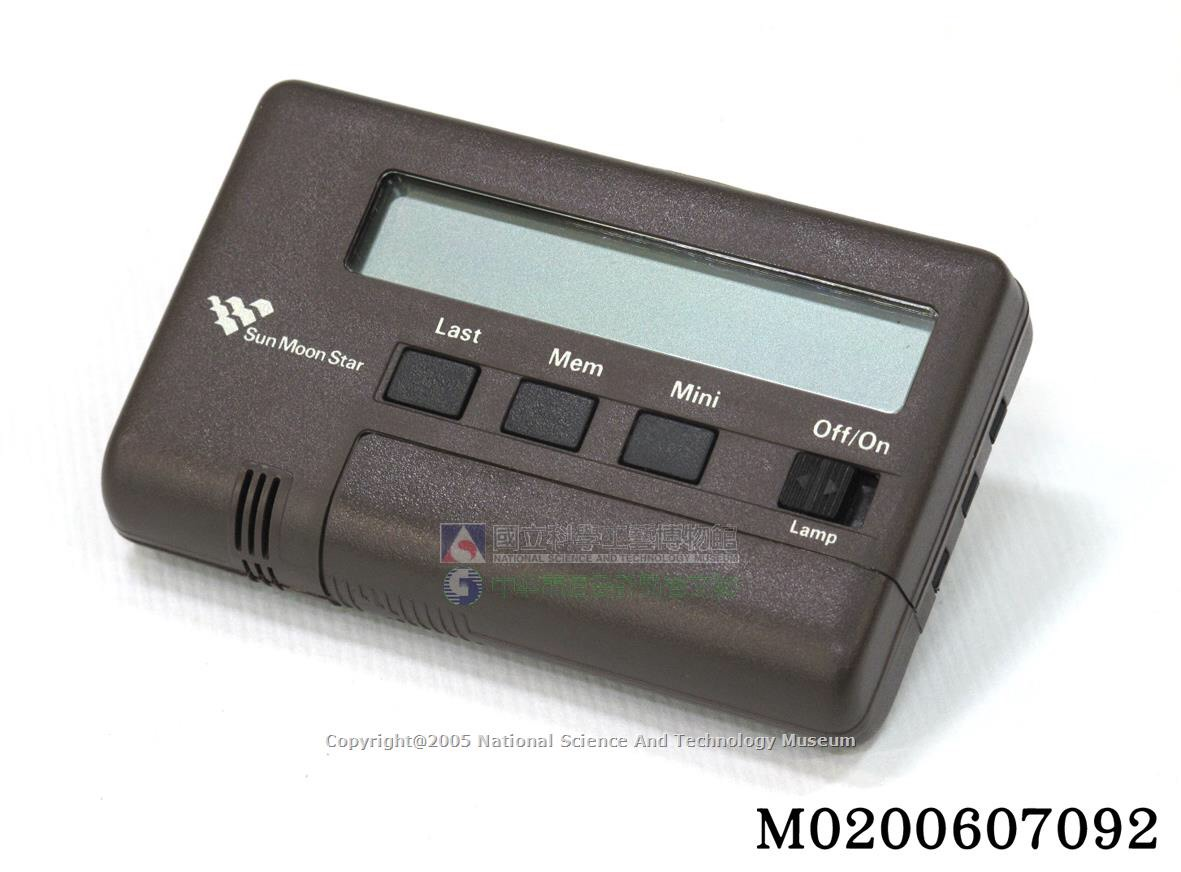 Last
Mem
Mini
Off/On
Sun Moon Star
Lamp
國立科學工藝博物館
NATIONAL SCIENCE AND TECHNOLOGY MUSEUM
Copyright@2005 National Science And Technology Museum
M0200607092